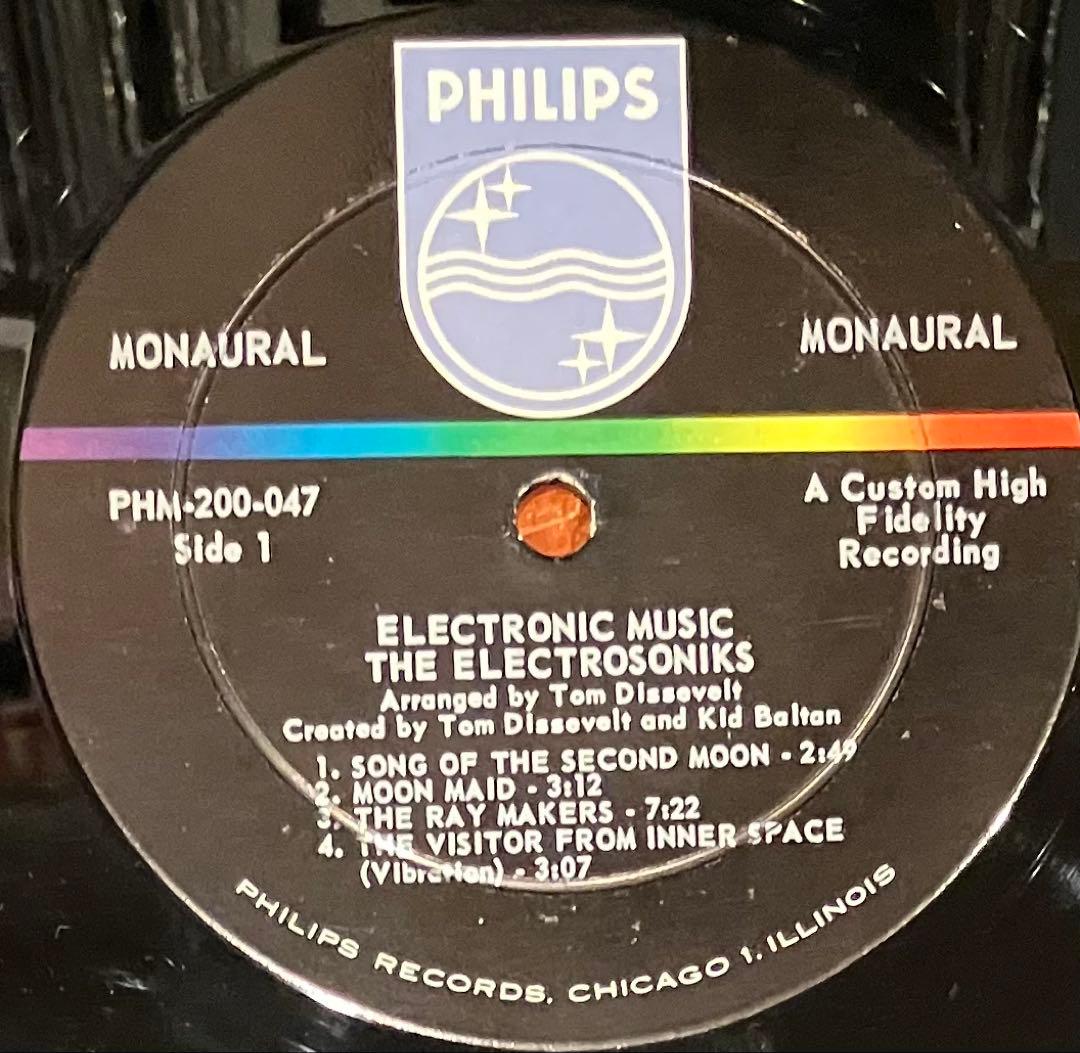 PHILIPS
MONAURAL
MONAURAL
PHM-200-047
Side 1
A Custom High
Fidelity
Recording
ELECTRONIC MUSIC
THE ELECTROSONIKS
Arranged by Tom Dissevelt
Created by Tom Dissevelt and Kid Baltan
1. SONG OF THE SECOND MOON - 2:49
2. MOON MAID - 3:12
3. THE RAY MAKERS - 7:22
4. THE VISITOR FROM INNER SPACE
(Vibration) - 3:07
PHILIPS RECORDS, CHICAGO 1, ILLINOIS